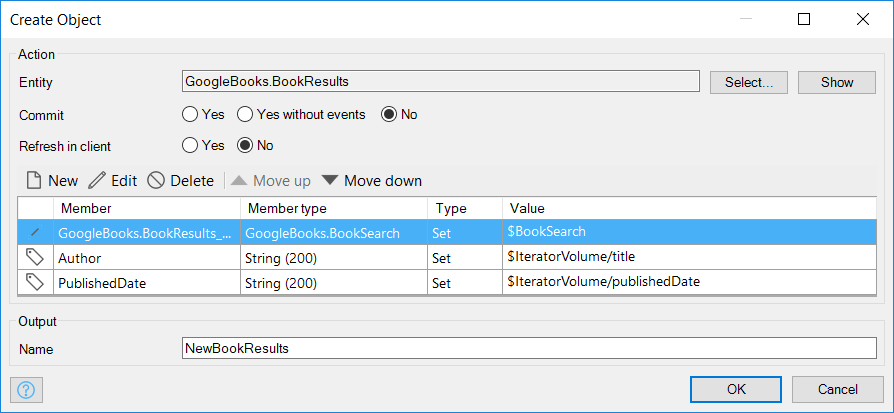 Create Object
Action
Entity GoogleBooks.BookResults Select... Show
Commit Yes Yes without events No
Refresh in client Yes No
New Edit Delete Move up Move down
Member Member type Type Value
GoogleBooks.BookResults_... GoogleBooks.BookSearch Set $BookSearch
Author String (200) Set $IteratorVolume/title
PublishedDate String (200) Set $IteratorVolume/publishedDate
Output
Name NewBookResults
? OK Cancel